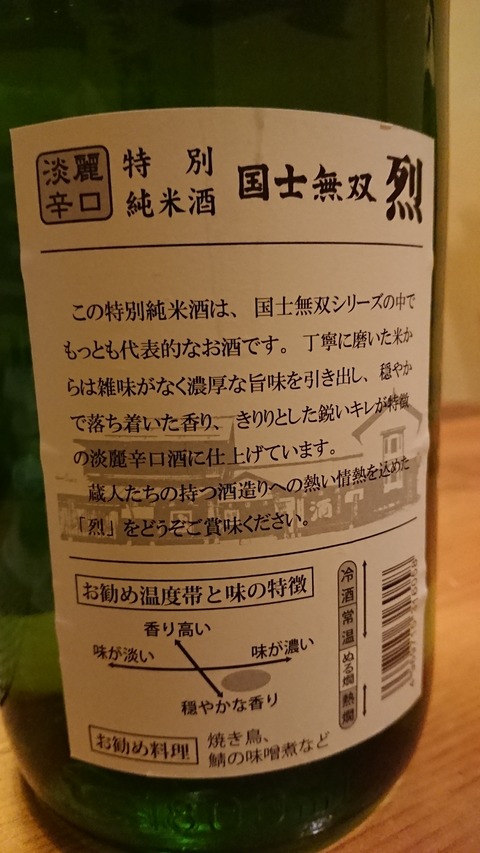 淡麗
辛口
特別
純米酒
国士無双 烈
この特別純米酒は、国士無双シリーズの中で
もっとも代表的なお酒です。丁寧に磨いた米か
らは雑味がなく濃厚な旨味を引き出し、穏やか
で落ち着いた香り、きりりとした鋭いキレが特徴
の淡麗辛口酒に仕上げています。
蔵人たちの持つ酒造りへの熱い情熱を込めた
「烈」をどうぞご賞味ください。
お勧め温度帯と味の特徴
香り高い
味が淡い
味が濃い
穏やかな香り
冷酒
常温
ぬる燗
熱燗
お勧め料理
焼き鳥、
鯖の味噌煮など